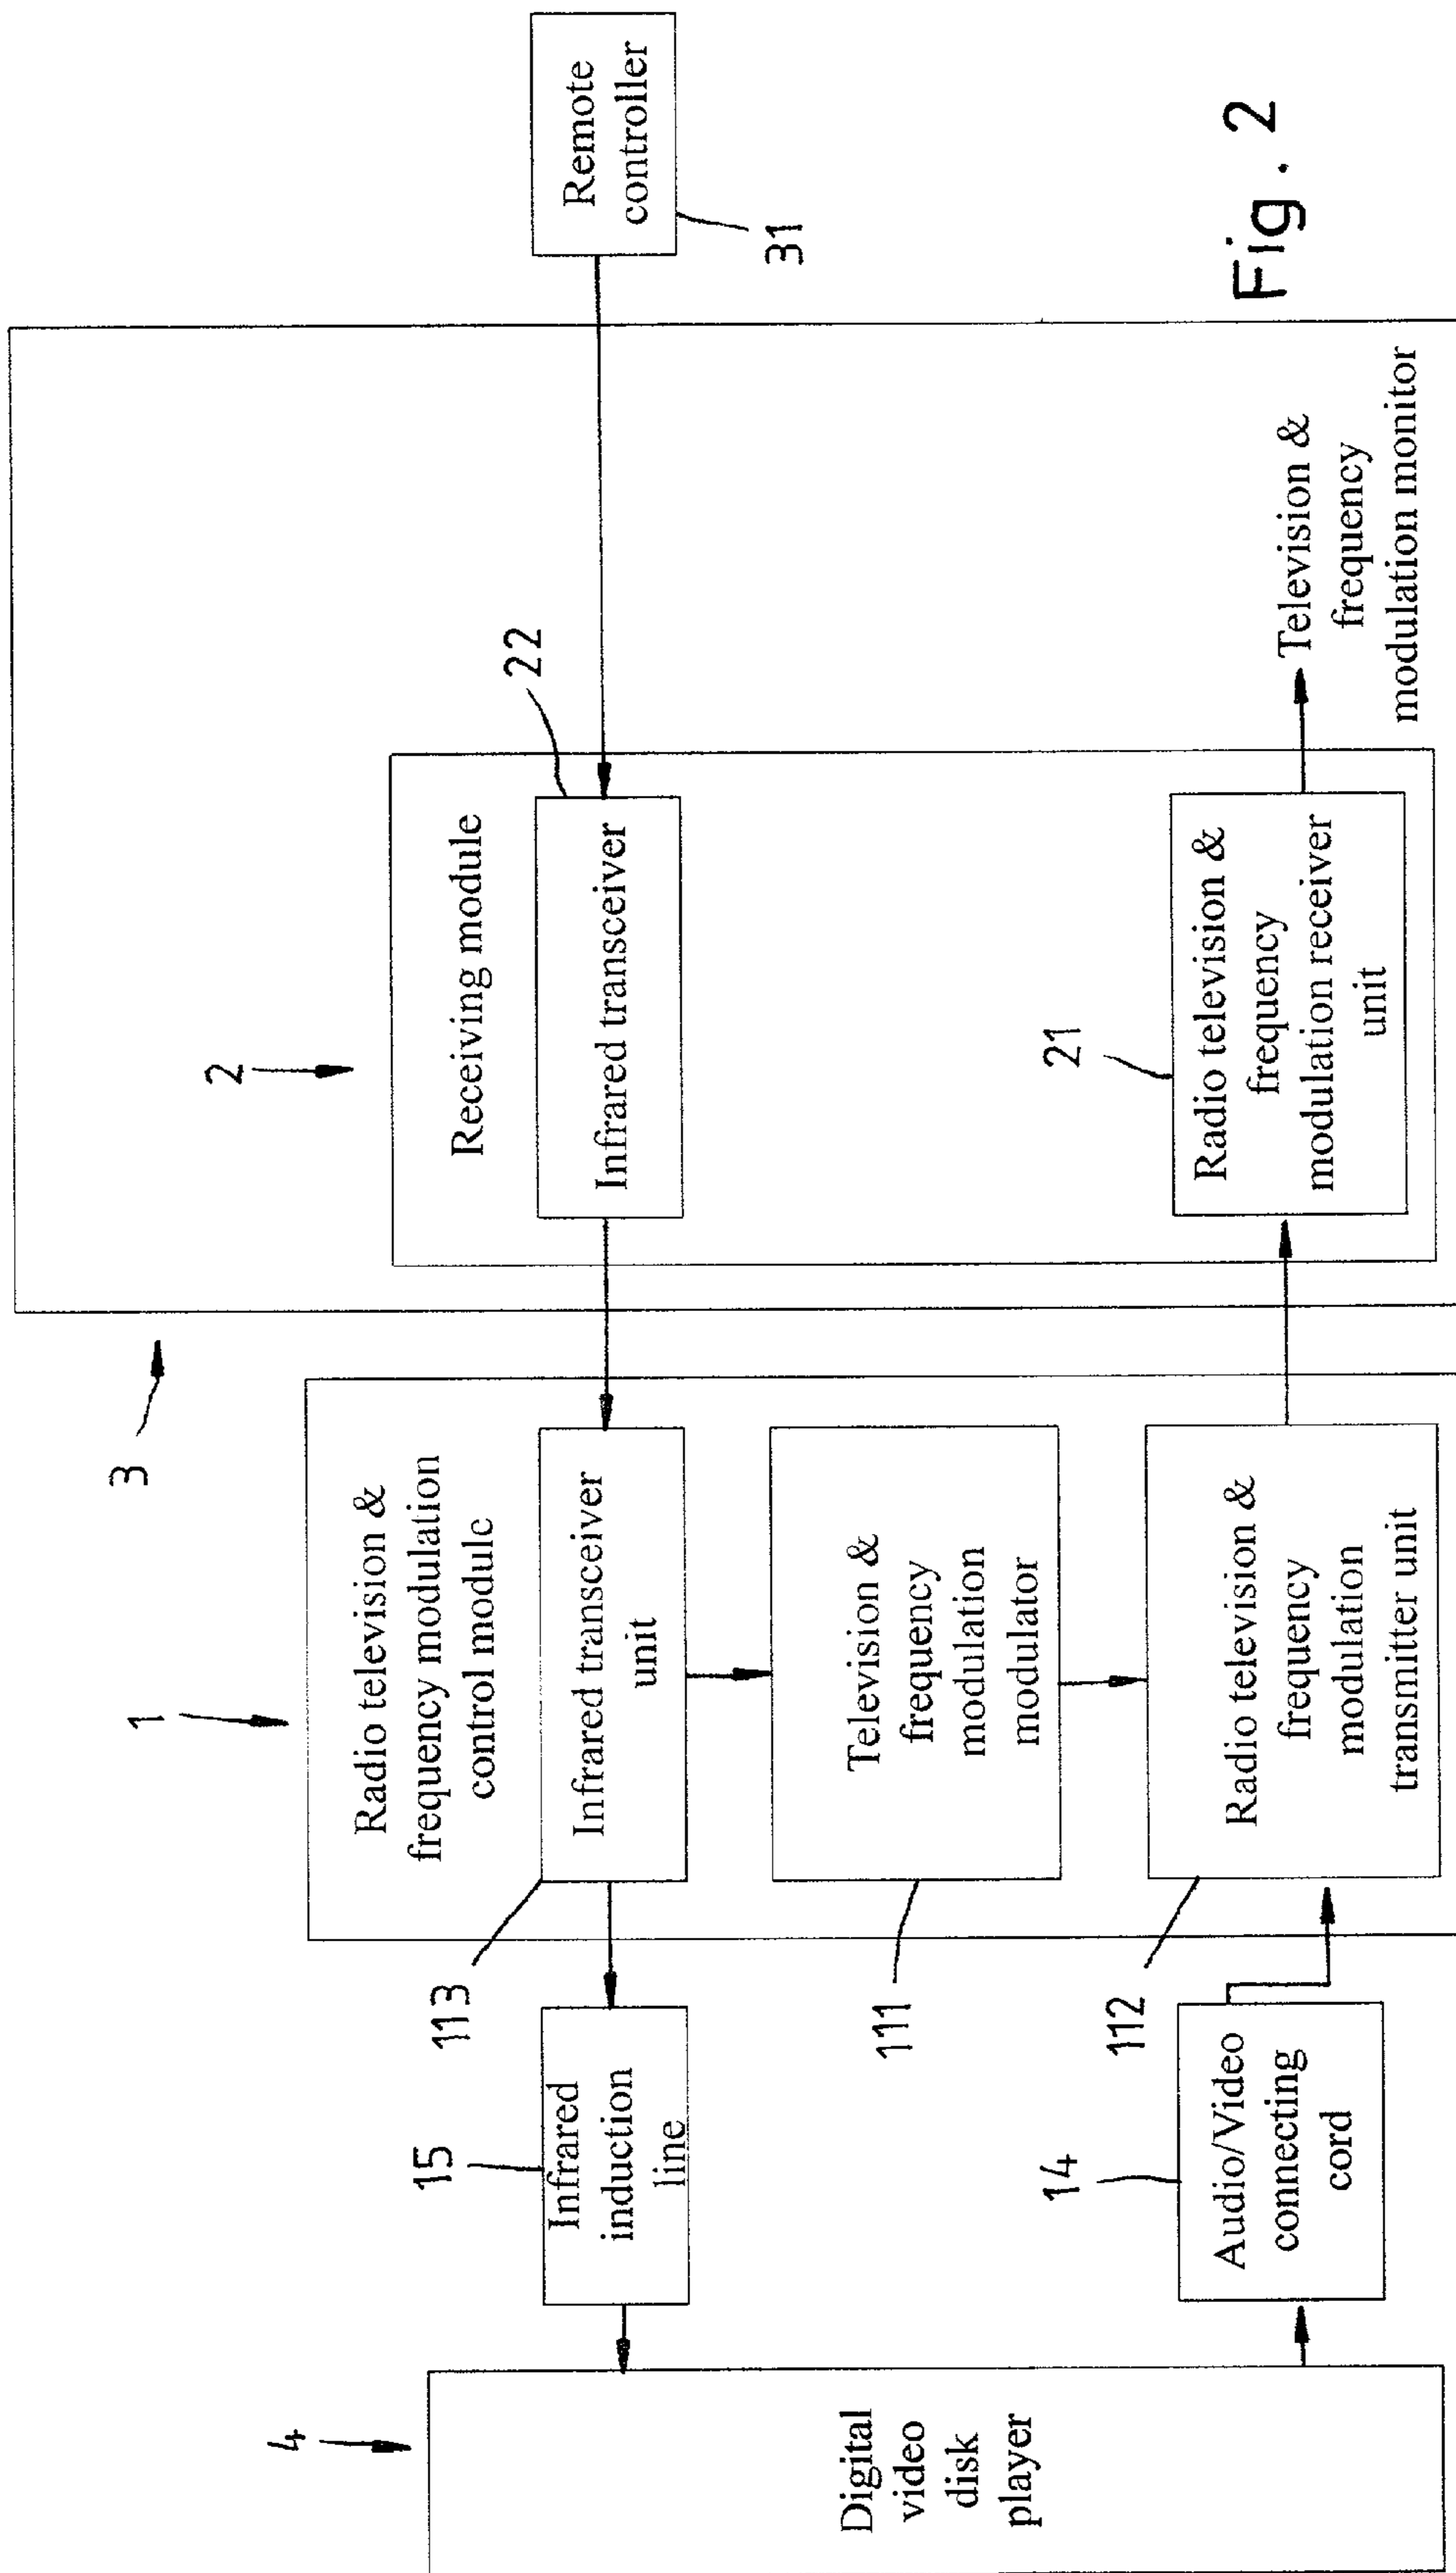 3
2
1
4
Receiving module
Infrared transceiver
22
Remote
controller
31
Radio television &
frequency modulation
control module
Infrared transceiver
unit
113
15
Infrared
induction
line
Television &
frequency
modulation
modulator
111
Digital
video
disk
player
14
Audio/Video
connecting
cord
112
Radio television &
frequency
modulation
transmitter unit
21
Radio television &
frequency
modulation receiver
unit
Television &
frequency
modulation monitor
Fig. 2